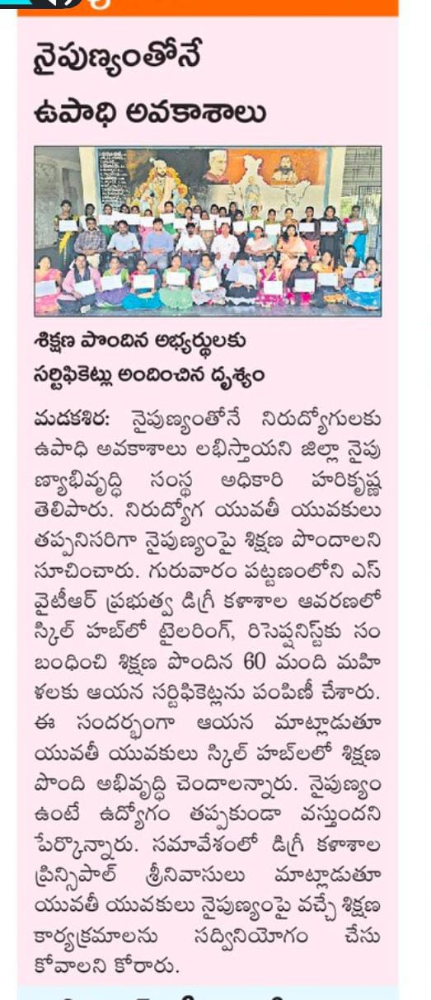 నైపుణ్యంతోనే
ఉపాధి అవకాశాలు
శిక్షణ పొందిన అభ్యర్థులకు
సర్టిఫికెట్లు అందించిన దృశ్యం
మడకశిర: నైపుణ్యంతోనే నిరుద్యోగులకు
ఉపాధి అవకాశాలు లభిస్తాయని జిల్లా నైపు
ణ్యాభివృద్ధి సంస్థ అధికారి హరికృష్ణ
తెలిపారు. నిరుద్యోగ యువతీ యువకులు
తప్పనిసరిగా నైపుణ్యంపై శిక్షణ పొందాలని
సూచించారు. గురువారం పట్టణంలోని ఎస్
వైటీఆర్ ప్రభుత్వ డిగ్రీ కళాశాల ఆవరణలో
స్కిల్ హబ్‌లో టైలరింగ్, రిసెప్షనిస్ట్‌కు సం
బంధించి శిక్షణ పొందిన 60 మంది మహి
ళలకు ఆయన సర్టిఫికెట్లను పంపిణీ చేశారు.
ఈ సందర్భంగా ఆయన మాట్లాడుతూ
యువతీ యువకులు స్కిల్ హబ్‌లలో శిక్షణ
పొంది అభివృద్ధి చెందాలన్నారు. నైపుణ్యం
ఉంటే ఉద్యోగం తప్పకుండా వస్తుందని
పేర్కొన్నారు. సమావేశంలో డిగ్రీ కళాశాల
ప్రిన్సిపాల్ శ్రీనివాసులు మాట్లాడుతూ
యువతీ యువకులు నైపుణ్యంపై వచ్చే శిక్షణ
కార్యక్రమాలను సద్వినియోగం చేసు
కోవాలని కోరారు.